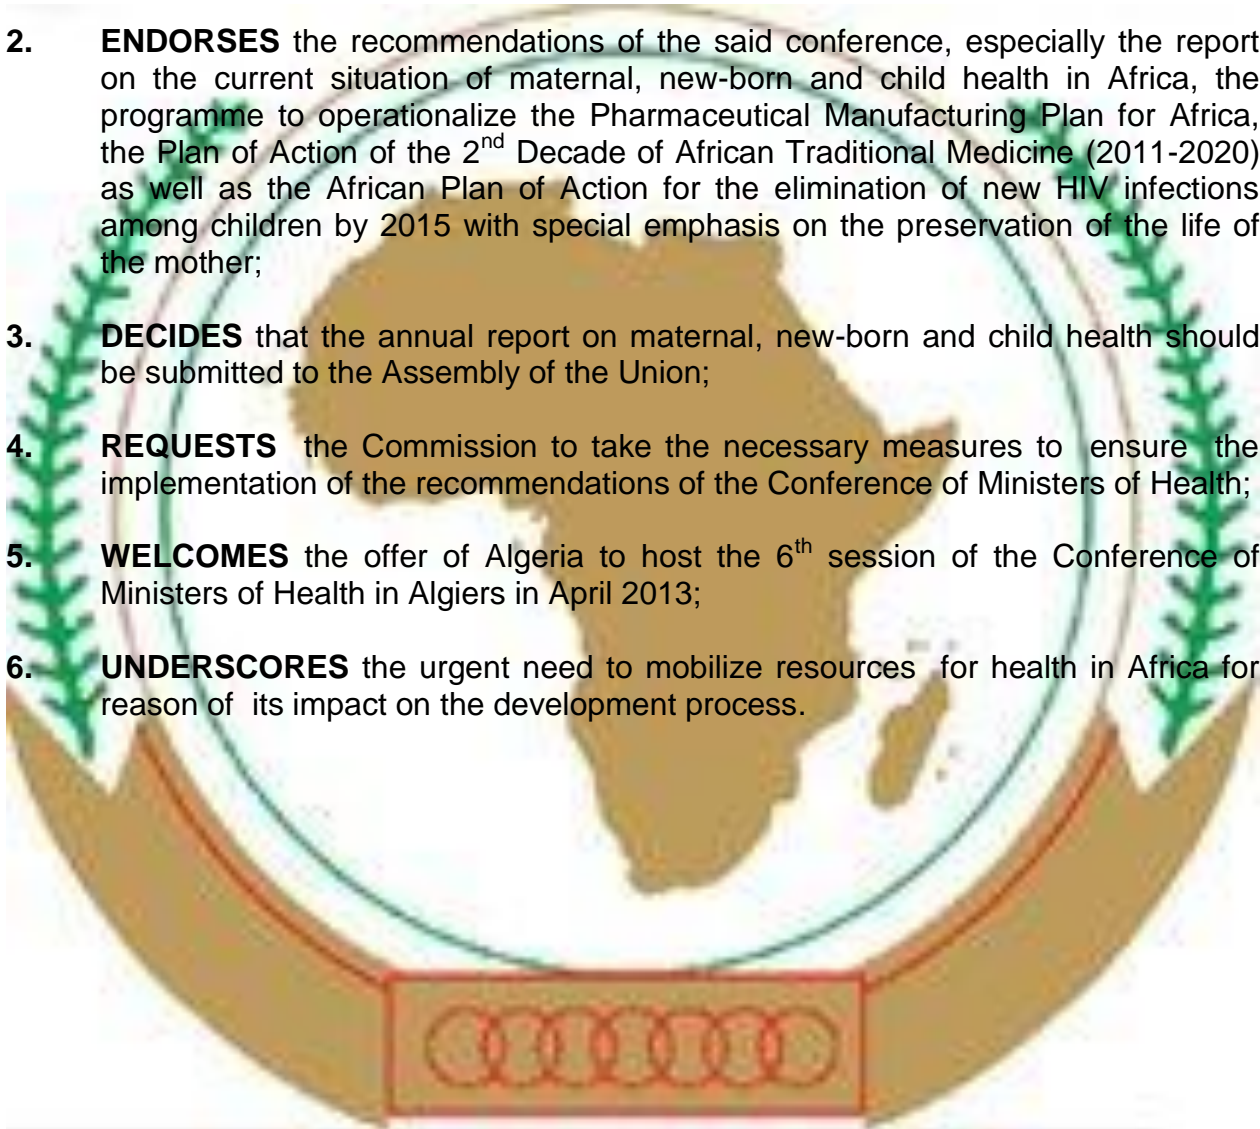 2. ENDORSES the recommendations of the said conference, especially the report
on the current situation of maternal, new-born and child health in Africa, the
programme to operationalize the Pharmaceutical Manufacturing Plan for Africa,
the Plan of Action of the 2nd Decade of African Traditional Medicine (2011-2020)
as well as the African Plan of Action for the elimination of new HIV infections
among children by 2015 with special emphasis on the preservation of the life of
the mother;
3. DECIDES that the annual report on maternal, new-born and child health should
be submitted to the Assembly of the Union;
4. REQUESTS the Commission to take the necessary measures to ensure the
implementation of the recommendations of the Conference of Ministers of Health;
5. WELCOMES the offer of Algeria to host the 6th session of the Conference of
Ministers of Health in Algiers in April 2013;
6. UNDERSCORES the urgent need to mobilize resources for health in Africa for
reason of its impact on the development process.